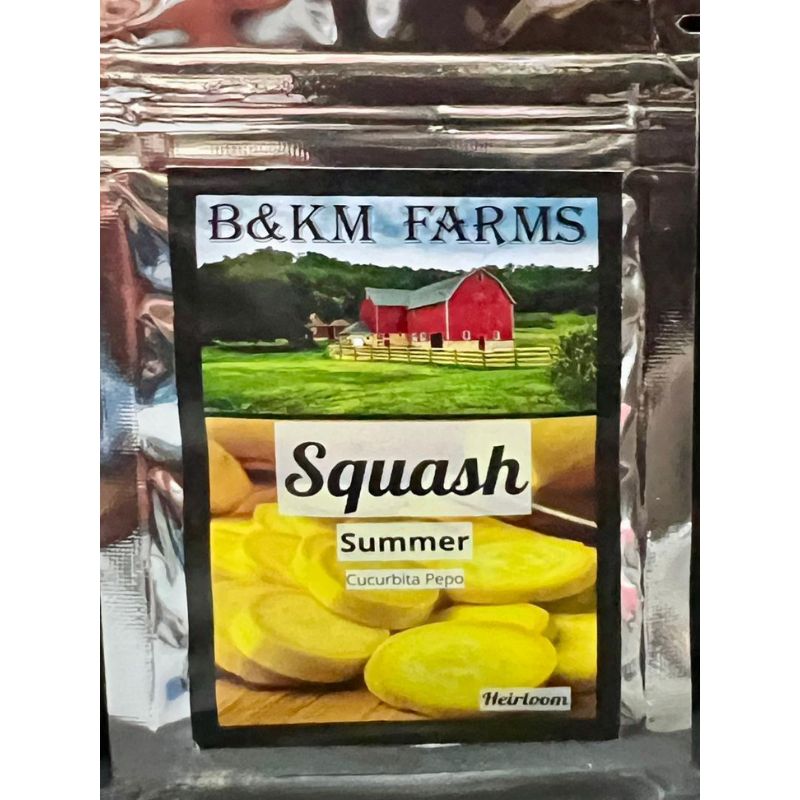 B&KM FARMS
Squash
Summer
Cucurbita Pepo
Heirloom